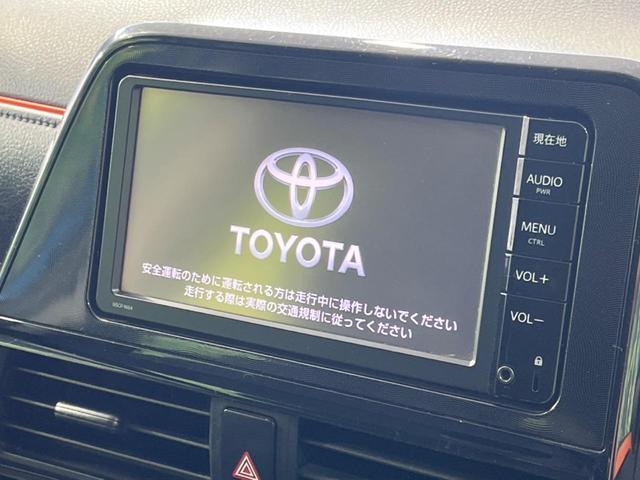 現在地
AUDIO
PWR
MENU
CTRL
VOL+
VOL−
TOYOTA
安全運転のために運転される方は走行中に操作しないでください
走行する際は実際の交通規制に従ってください